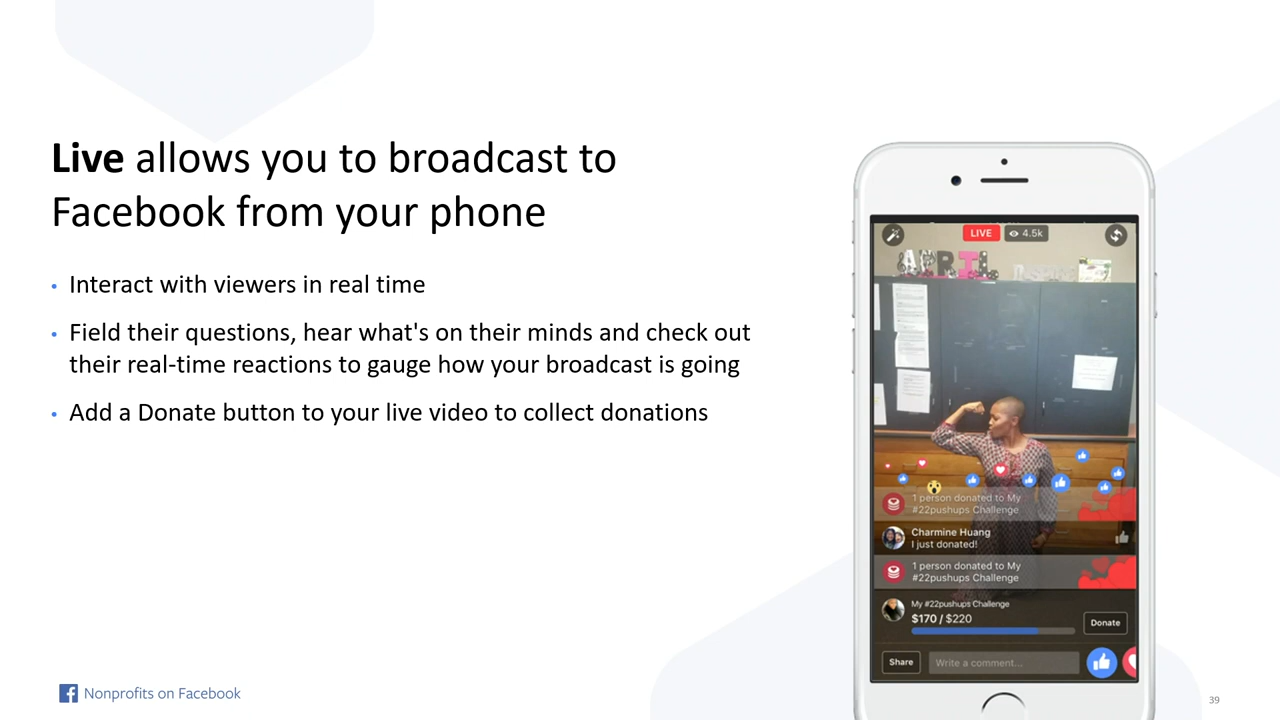 Live allows you to broadcast to
Facebook from your phone
• Interact with viewers in real time
• Field their questions, hear what's on their minds and check out
their real-time reactions to gauge how your broadcast is going
• Add a Donate button to your live video to collect donations
LIVE 4.5k
APRIL
1 person donated to My
#22pushups Challenge
Charmine Huang
I just donated!
1 person donated to My
#22pushups Challenge
My #22pushups Challenge
$170 / $220
Donate
Share
Write a comment...
Nonprofits on Facebook
39